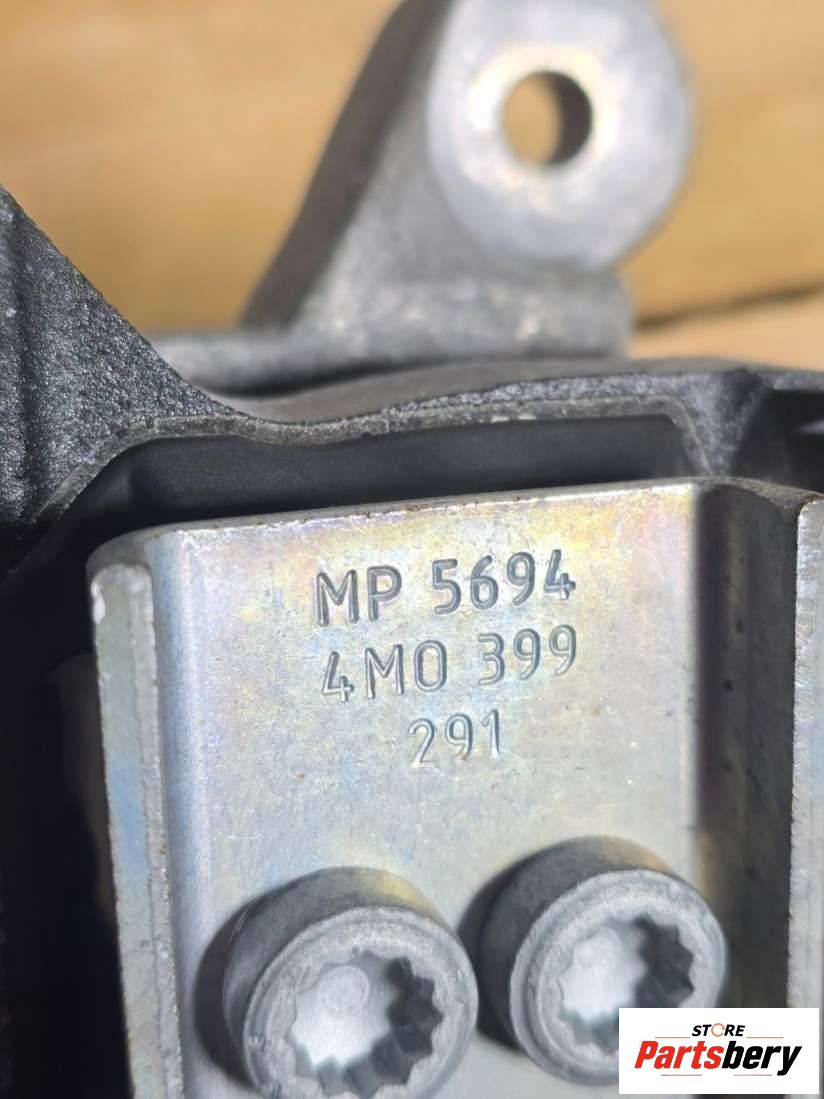 MP 5694
4M0 399
291
STORE
Partsbery